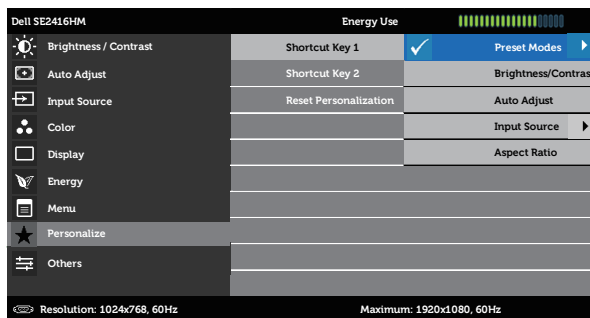 Dell SE2416HM Energy Use
Brightness / Contrast Shortcut Key 1 Preset Modes
Auto Adjust Shortcut Key 2 Brightness/Contras
Input Source Reset Personalization Auto Adjust
Color Input Source
Display Aspect Ratio
Energy
Menu
Personalize
Others
Resolution: 1024x768, 60Hz Maximum: 1920x1080, 60Hz